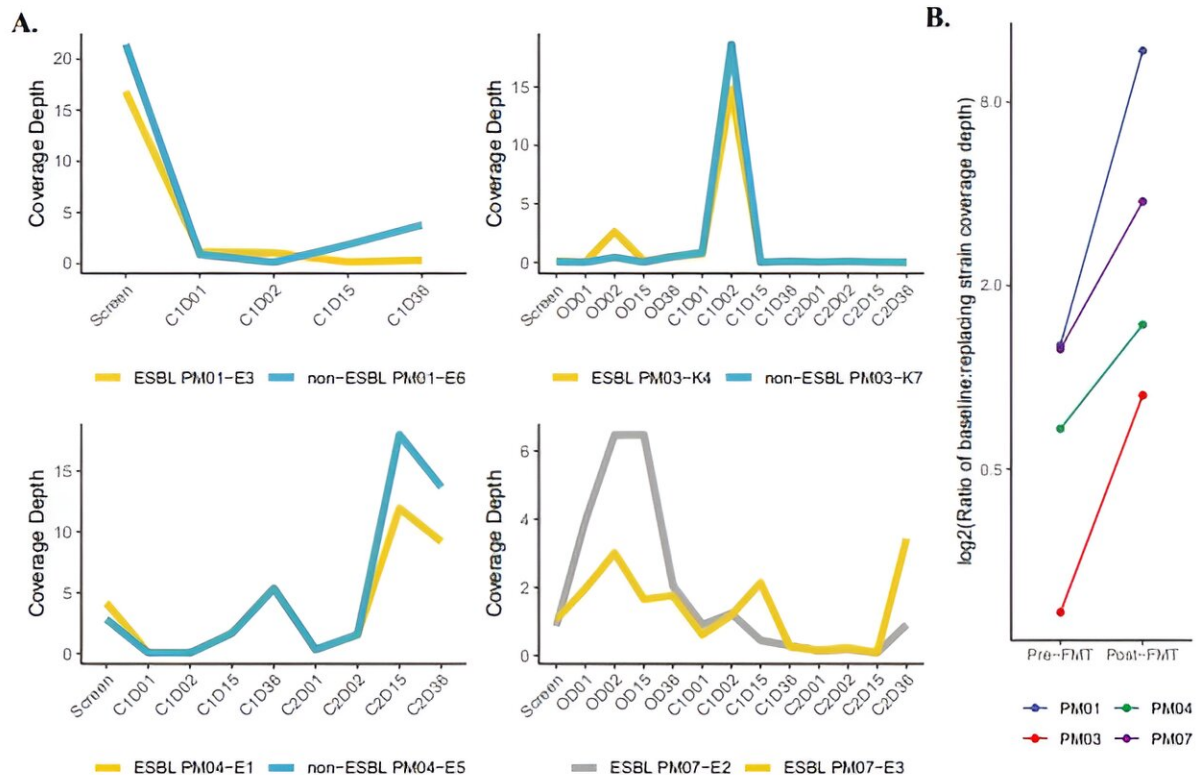 A.
Coverage Depth
20
15
10
5
0
Screen
C1D01
C1D02
C1D15
C1D36
ESBL PM01-E3
non-ESBL PM01-E6
Coverage Depth
15
10
5
0
Screen
OD01
OD02
OD15
OD36
C1D01
C1D02
C1D15
C1D36
C2D01
C2D02
C2D15
C2D36
ESBL PM03-K4
non-ESBL PM03-K7
Coverage Depth
15
10
5
0
Screen
C1D01
C1D02
C1D15
C1D36
C2D01
C2D02
C2D15
C2D36
ESBL PM04-E1
non-ESBL PM04-E5
Coverage Depth
6
4
2
0
Screen
OD01
OD02
OD15
OD36
C1D01
C1D02
C1D15
C1D36
C2D01
C2D02
C2D15
C2D36
ESBL PM07-E2
ESBL PM07-E3
B.
log2(Ratio of baseline:replacing strain coverage depth)
8.0
2.0
0.5
Pre-FMT
Post-FMT
PM01
PM04
PM03
PM07